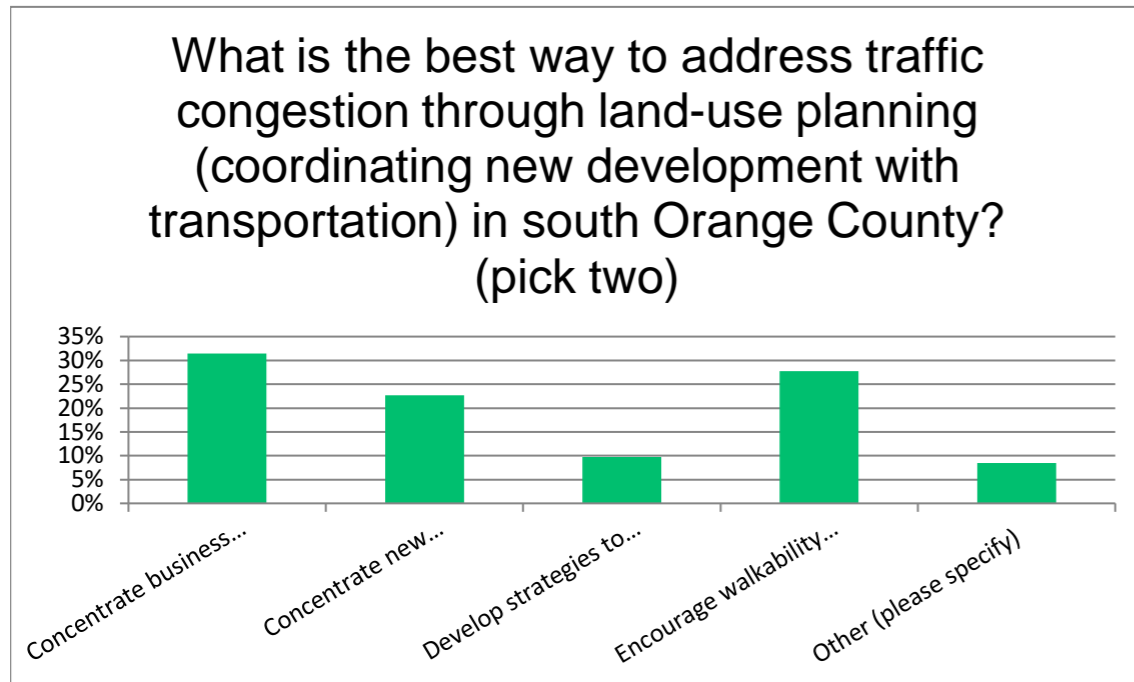 What is the best way to address traffic
congestion through land-use planning
(coordinating new development with
transportation) in south Orange County?
(pick two)
35%
30%
25%
20%
15%
10%
5%
0%
Concentrate business...
Concentrate new...
Develop strategies to...
Encourage walkability...
Other (please specify)